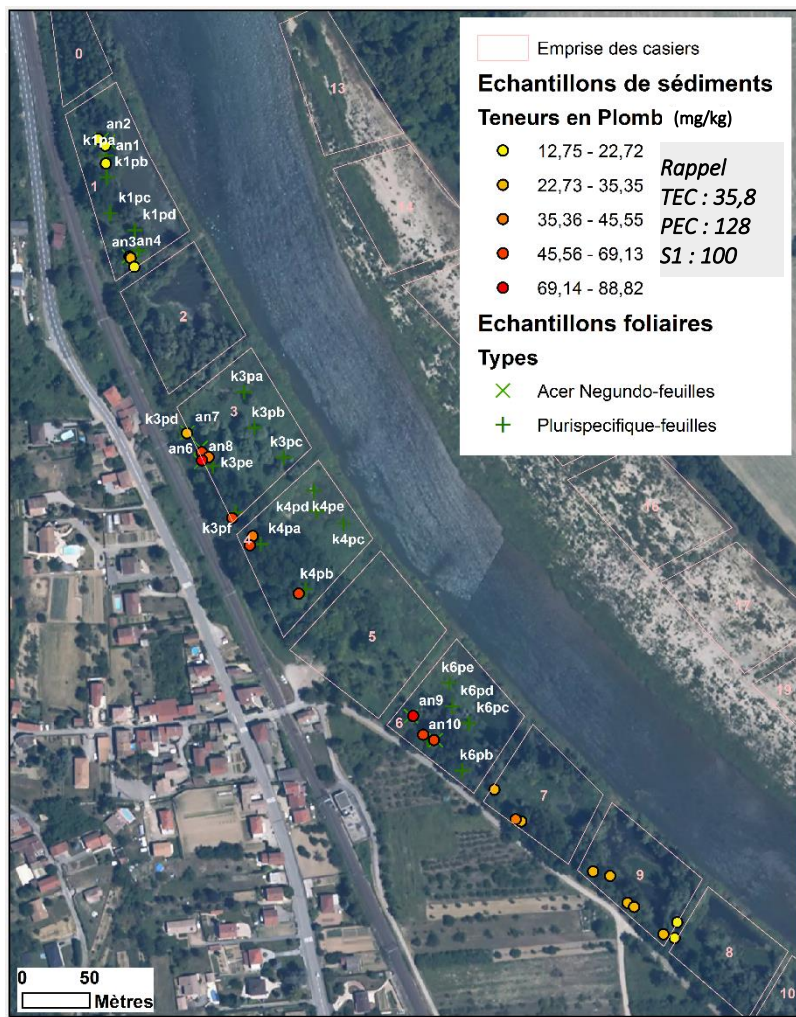 Emprise des casiers
Echantillons de sédiments
Teneurs en Plomb (mg/kg)
12,75 - 22,72
22,73 - 35,35
35,36 - 45,55
45,56 - 69,13
69,14 - 88,82
Rappel
TEC : 35,8
PEC : 128
S1 : 100
Echantillons foliaires
Types
Acer Negundo-feuilles
Plurispecifique-feuilles
0
13
an2
k1pa
an1
k1pb
1
k1pc
k1pd
an3
an4
14
2
k3pa
3
k3pb
k3pd
an7
an6
an8
k3pc
k3pe
k4pd
k4pe
k3pf
k4pa
k4pc
4
k4pb
16
17
19
5
k6pe
k6pd
an9
k6pc
6
an10
k6pb
7
9
8
10
0 50
Mètres